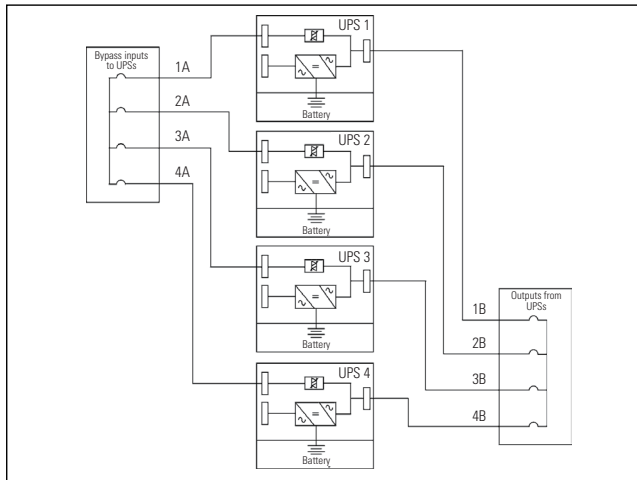 Bypass inputs
to UPSs
1A
2A
3A
4A
UPS 1
=
Battery
UPS 2
=
Battery
UPS 3
=
Battery
UPS 4
=
Battery
Outputs from
UPSs
1B
2B
3B
4B